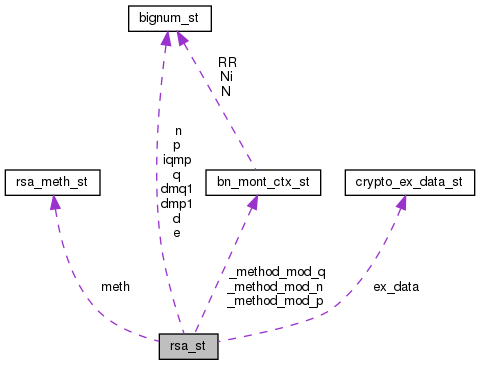 bignum_st
RR
Ni
N
n
p
iqmp
q
dmq1
dmp1
d
e
rsa_meth_st
bn_mont_ctx_st
crypto_ex_data_st
meth
_method_mod_q
_method_mod_n
_method_mod_p
ex_data
rsa_st